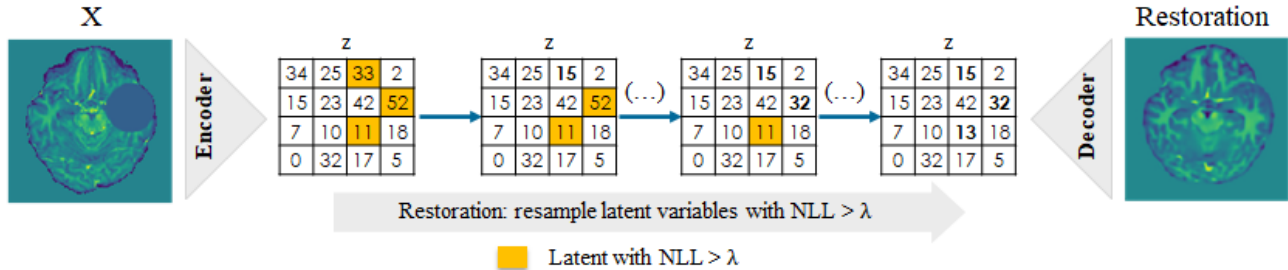 X
Restoration
z
z
z
z
Encoder
34 25 33 2
15 23 42 52
7 10 11 18
0 32 17 5
34 25 15 2
15 23 42 52
7 10 11 18
0 32 17 5
(...)
34 25 15 2
15 23 42 32
7 10 11 18
0 32 17 5
(...)
34 25 15 2
15 23 42 32
7 10 13 18
0 32 17 5
Decoder
Restoration: resample latent variables with NLL > λ
Latent with NLL > λ